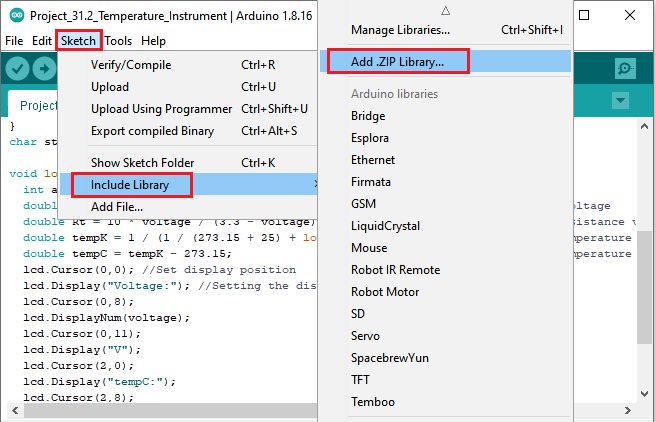 Project_31.2_Temperature_Instrument | Arduino 1.8.16
File Edit Sketch Tools Help
Verify/Compile Ctrl+R
Upload Ctrl+U
Upload Using Programmer Ctrl+Shift+U
Export compiled Binary Ctrl+Alt+S
Show Sketch Folder Ctrl+K
Include Library
Add File...
Manage Libraries... Ctrl+Shift+I
Add .ZIP Library...
Arduino libraries
Bridge
Esplora
Ethernet
Firmata
GSM
LiquidCrystal
Mouse
Robot IR Remote
Robot Motor
SD
Servo
SpacebrewYun
TFT
Temboo
Project
}
char st
void lo
int a
doubl
double Rt = 10 * voltage / (3.3 - voltage)
double tempK = 1 / (1 / (273.15 + 25) + lo
double tempC = tempK - 273.15;
lcd.Cursor(0,0); //Set display position
lcd.Display("Voltage:"); //Setting the dis
lcd.Cursor(0,8);
lcd.DisplayNum(voltage);
lcd.Cursor(0,11);
lcd.Display("V");
lcd.Cursor(2,0);
lcd.Display("tempC:");
lcd.Cursor(2,8);
oltage
sistance v
mperature
mperature